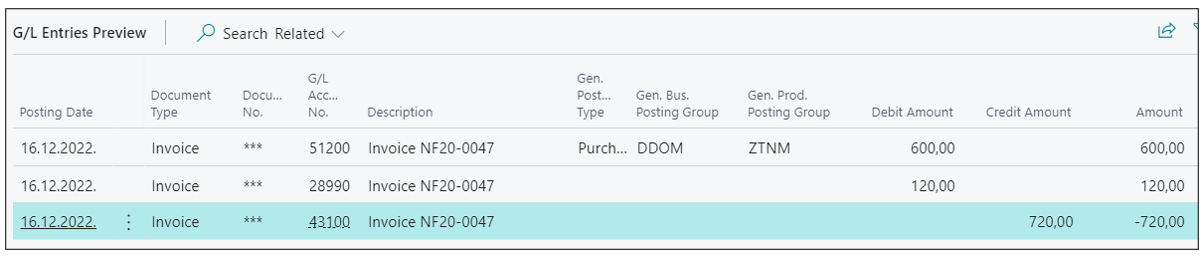 G/L Entries Preview Search Related
G/L Gen.
Document Docu... Acc... Post... Gen. Bus. Gen. Prod.
Posting Date Type No. No. Description Type Posting Group Posting Group Debit Amount Credit Amount Amount
16.12.2022. Invoice *** 51200 Invoice NF20-0047 Purch... DDOM ZTNM 600,00 600,00
16.12.2022. Invoice *** 28990 Invoice NF20-0047 120,00 120,00
16.12.2022. Invoice *** 43100 Invoice NF20-0047 720,00 -720,00